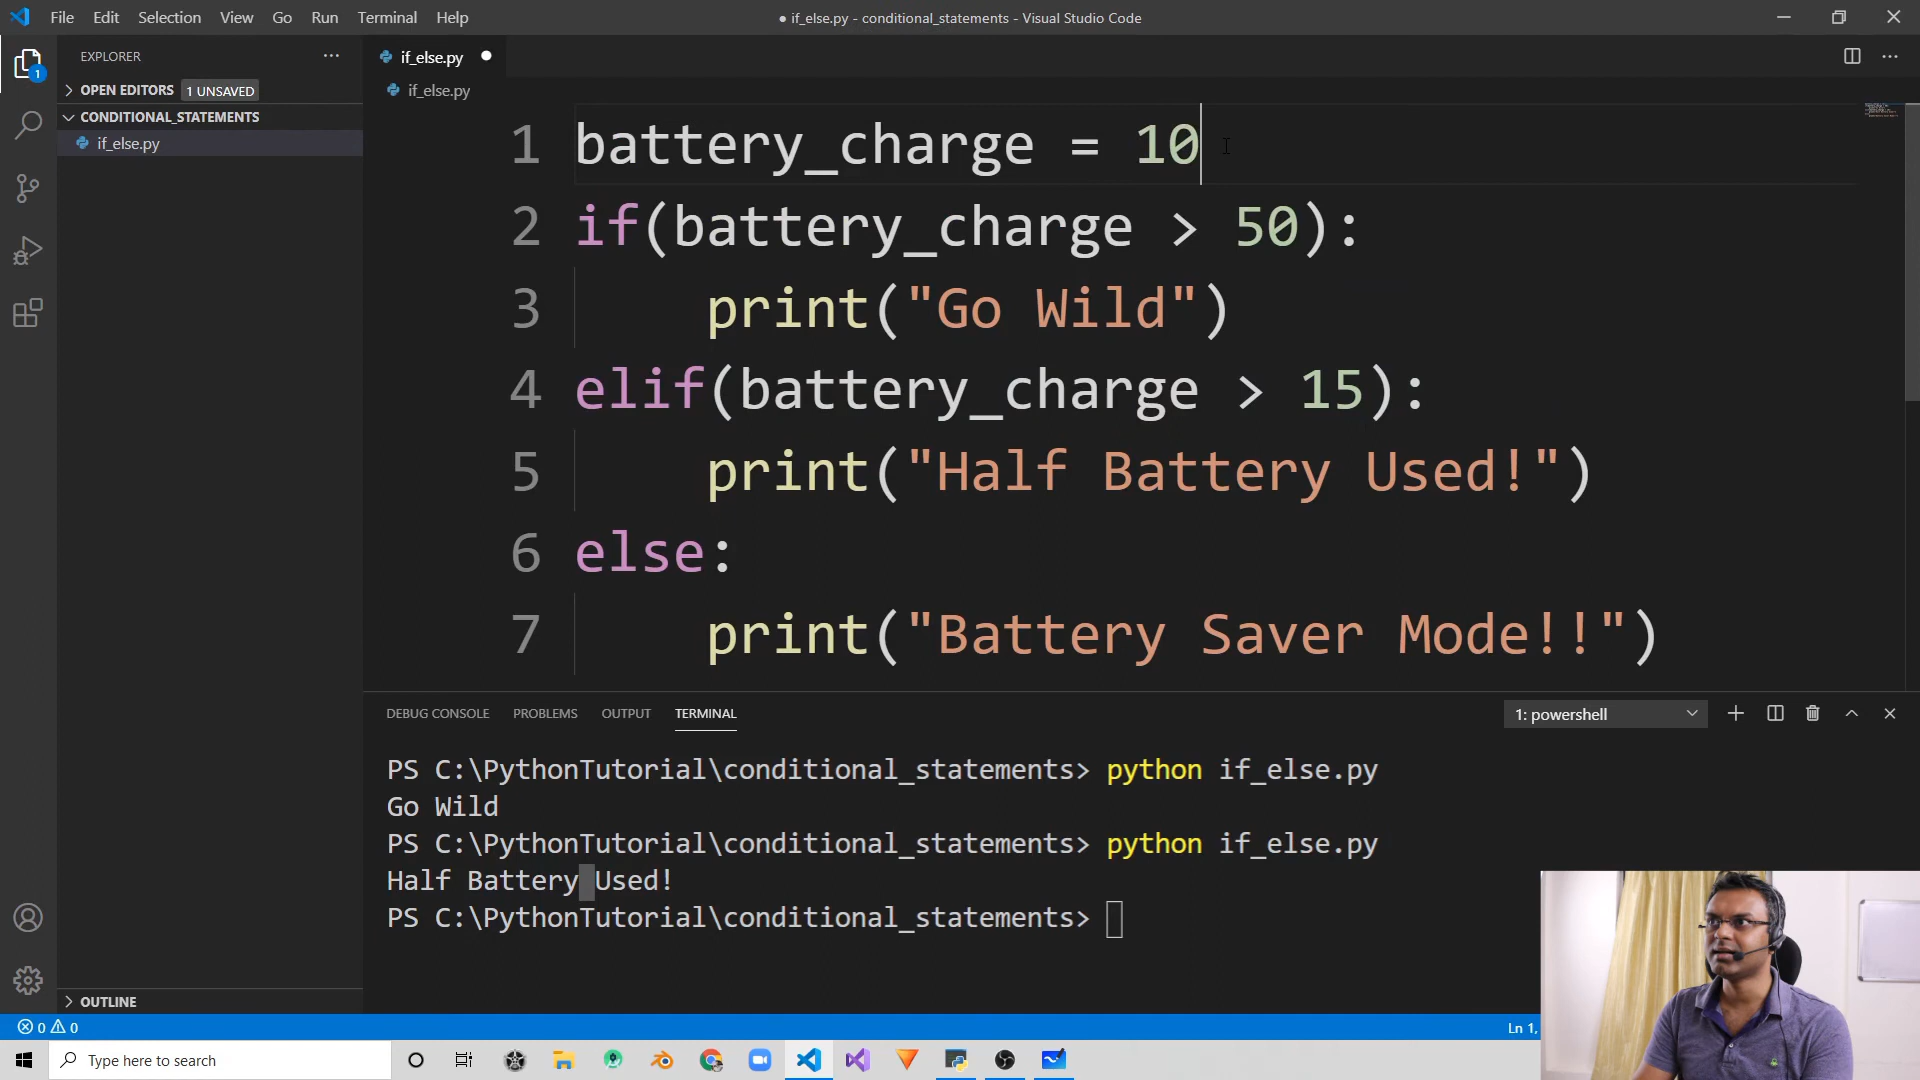 File Edit Selection View Go Run Terminal Help
● if_else.py - conditional_statements - Visual Studio Code
EXPLORER
OPEN EDITORS 1 UNSAVED
CONDITIONAL_STATEMENTS
if_else.py
1
if_else.py
if_else.py
1 battery_charge = 10
2 if(battery_charge > 50):
3 print("Go Wild")
4 elif(battery_charge > 15):
5 print("Half Battery Used!")
6 else:
7 print("Battery Saver Mode!!")
DEBUG CONSOLE PROBLEMS OUTPUT TERMINAL
1: powershell
PS C:\PythonTutorial\conditional_statements> python if_else.py
Go Wild
PS C:\PythonTutorial\conditional_statements> python if_else.py
Half Battery Used!
PS C:\PythonTutorial\conditional_statements>
OUTLINE
0 0
Ln 1,
Type here to search